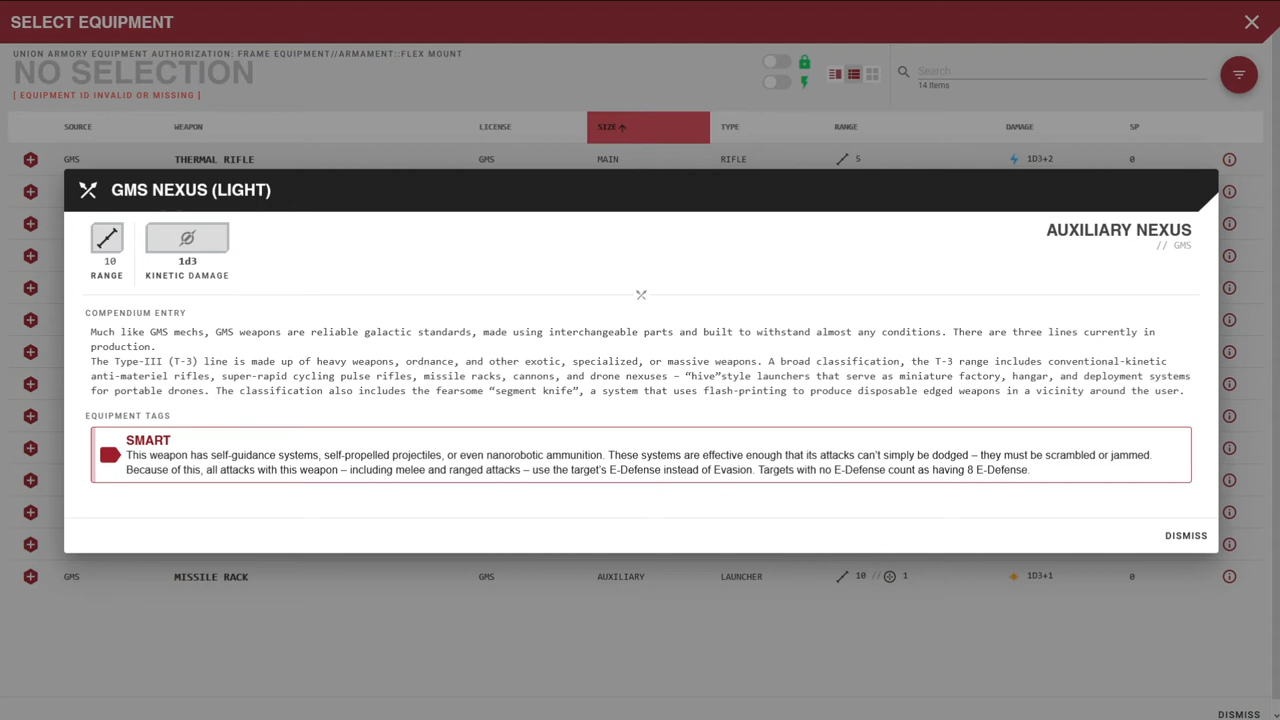 SELECT EQUIPMENT
UNION ARMORY EQUIPMENT AUTHORIZATION: FRAME EQUIPMENT//ARMAMENT::FLEX MOUNT
NO SELECTION
[ EQUIPMENT ID INVALID OR MISSING ]
Search
14 Items
SOURCE WEAPON LICENSE SIZE TYPE RANGE DAMAGE SP
GMS THERMAL RIFLE GMS MAIN RIFLE 5 1D3+2 0
GMS NEXUS (LIGHT)
10
RANGE
1d3
KINETIC DAMAGE
AUXILIARY NEXUS
// GMS
COMPENDIUM ENTRY
Much like GMS mechs, GMS weapons are reliable galactic standards, made using interchangeable parts and built to withstand almost any conditions. There are three lines currently in
production.
The Type-III (T-3) line is made up of heavy weapons, ordnance, and other exotic, specialized, or massive weapons. A broad classification, the T-3 range includes conventional-kinetic
anti-materiel rifles, super-rapid cycling pulse rifles, missile racks, cannons, and drone nexuses – “hive”style launchers that serve as miniature factory, hangar, and deployment systems
for portable drones. The classification also includes the fearsome “segment knife”, a system that uses flash-printing to produce disposable edged weapons in a vicinity around the user.
EQUIPMENT TAGS
SMART
This weapon has self-guidance systems, self-propelled projectiles, or even nanorobotic ammunition. These systems are effective enough that its attacks can’t simply be dodged – they must be scrambled or jammed.
Because of this, all attacks with this weapon – including melee and ranged attacks – use the target’s E-Defense instead of Evasion. Targets with no E-Defense count as having 8 E-Defense.
DISMISS
GMS MISSILE RACK GMS AUXILIARY LAUNCHER 10 // 1 1D3+1 0
DISMISS